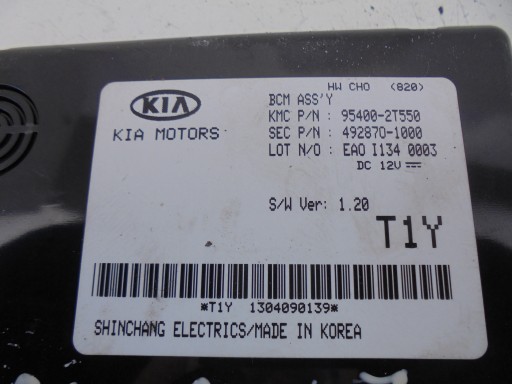 HW CHO (820)
KIA
KIA MOTORS
BCM ASS'Y
KMC P/N : 95400-2T550
SEC P/N : 492870-1000
LOT N/O : EAO I134 0003
DC 12V
S/W Ver: 1.20
T1Y
*T1Y 1304090139*
SHINCHANG ELECTRICS/MADE IN KOREA